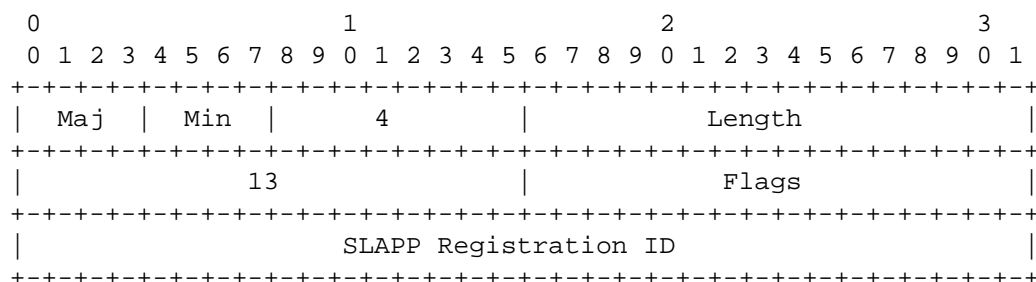 0                   1                   2                   3
 0 1 2 3 4 5 6 7 8 9 0 1 2 3 4 5 6 7 8 9 0 1 2 3 4 5 6 7 8 9 0 1
+-+-+-+-+-+-+-+-+-+-+-+-+-+-+-+-+-+-+-+-+-+-+-+-+-+-+-+-+-+-+-+-+
|  Maj  |  Min  |      4        |           Length              |
+-+-+-+-+-+-+-+-+-+-+-+-+-+-+-+-+-+-+-+-+-+-+-+-+-+-+-+-+-+-+-+-+
|              13               |            Flags              |
+-+-+-+-+-+-+-+-+-+-+-+-+-+-+-+-+-+-+-+-+-+-+-+-+-+-+-+-+-+-+-+-+
|                    SLAPP Registration ID                      |
+-+-+-+-+-+-+-+-+-+-+-+-+-+-+-+-+-+-+-+-+-+-+-+-+-+-+-+-+-+-+-+-+